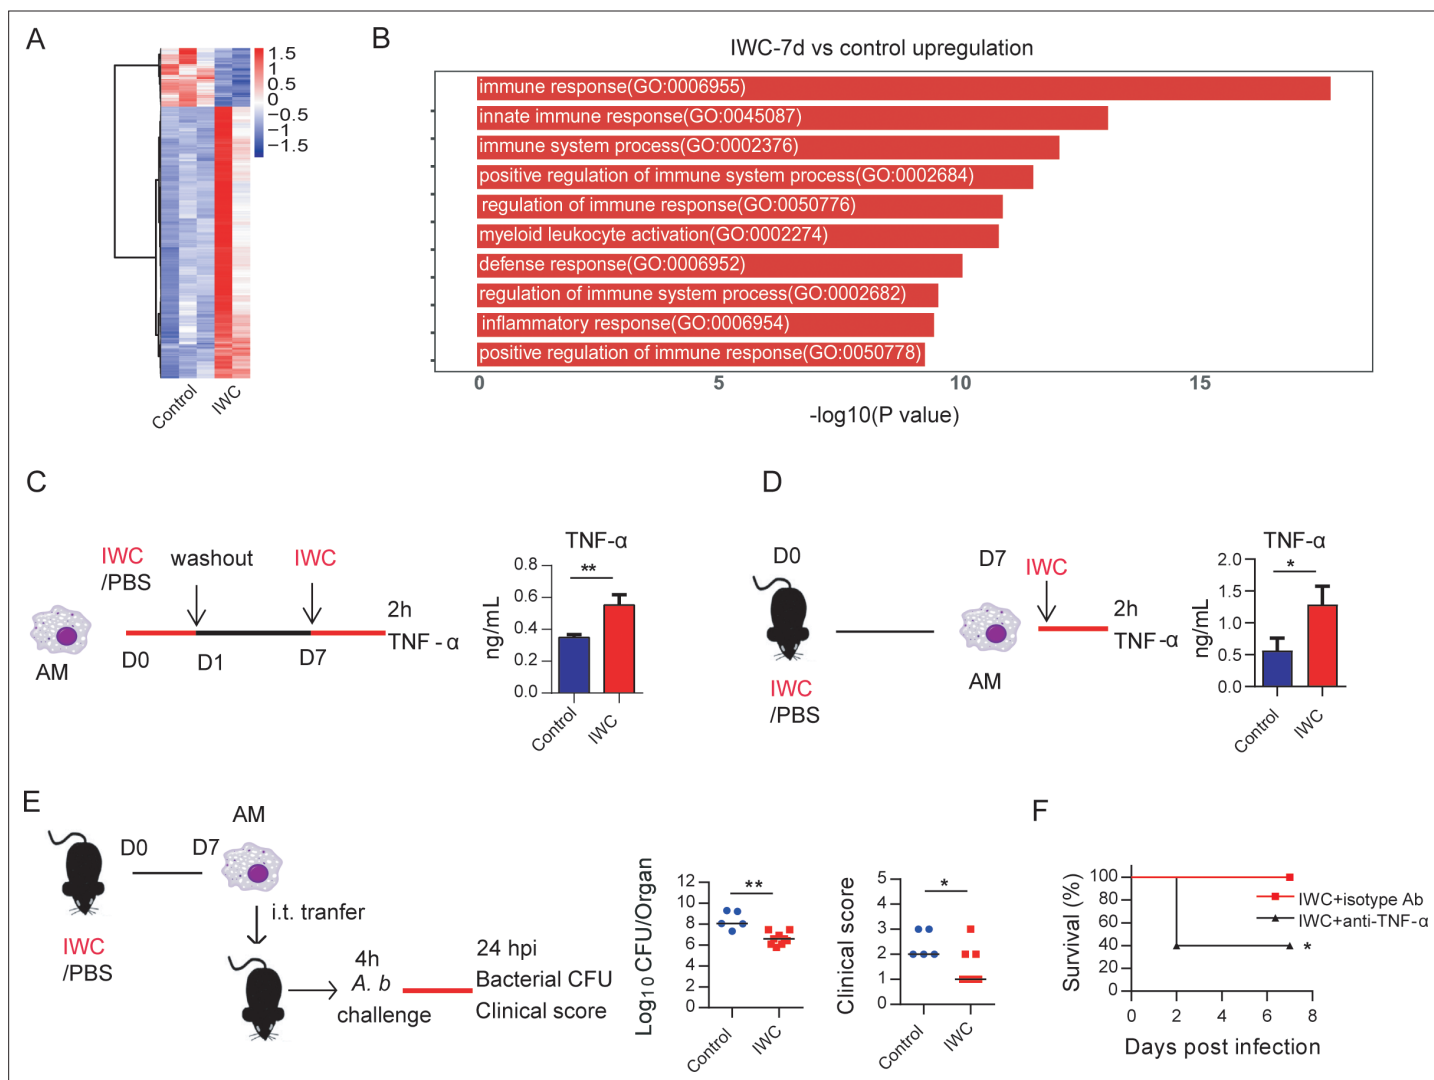 A
1.5
1
0.5
0
−0.5
−1
−1.5
Control
IWC
B
IWC-7d vs control upregulation
immune response(GO:0006955)
innate immune response(GO:0045087)
immune system process(GO:0002376)
positive regulation of immune system process(GO:0002684)
regulation of immune response(GO:0050776)
myeloid leukocyte activation(GO:0002274)
defense response(GO:0006952)
regulation of immune system process(GO:0002682)
inflammatory response(GO:0006954)
positive regulation of immune response(GO:0050778)
0 5 10 15
-log10(P value)
C
IWC
/PBS
washout
IWC
AM
D0
D1
D7
2h
TNF - α
TNF-α
**
ng/mL
0.8
0.6
0.4
0.2
0.0
Control
IWC
D
D0
IWC
/PBS
D7
IWC
AM
2h
TNF - α
TNF-α
*
ng/mL
2.0
1.5
1.0
0.5
0.0
Control
IWC
E
D0
D7
AM
IWC
/PBS
i.t. tranfer
4h
A. b
challenge
24 hpi
Bacterial CFU
Clinical score
Log10 CFU/Organ
12
10
8
6
4
2
0
**
Control
IWC
Clinical score
5
4
3
2
1
0
*
Control
IWC
F
Survival (%)
100
80
60
40
20
0
IWC+isotype Ab
IWC+anti-TNF-α
*
0 2 4 6 8
Days post infection